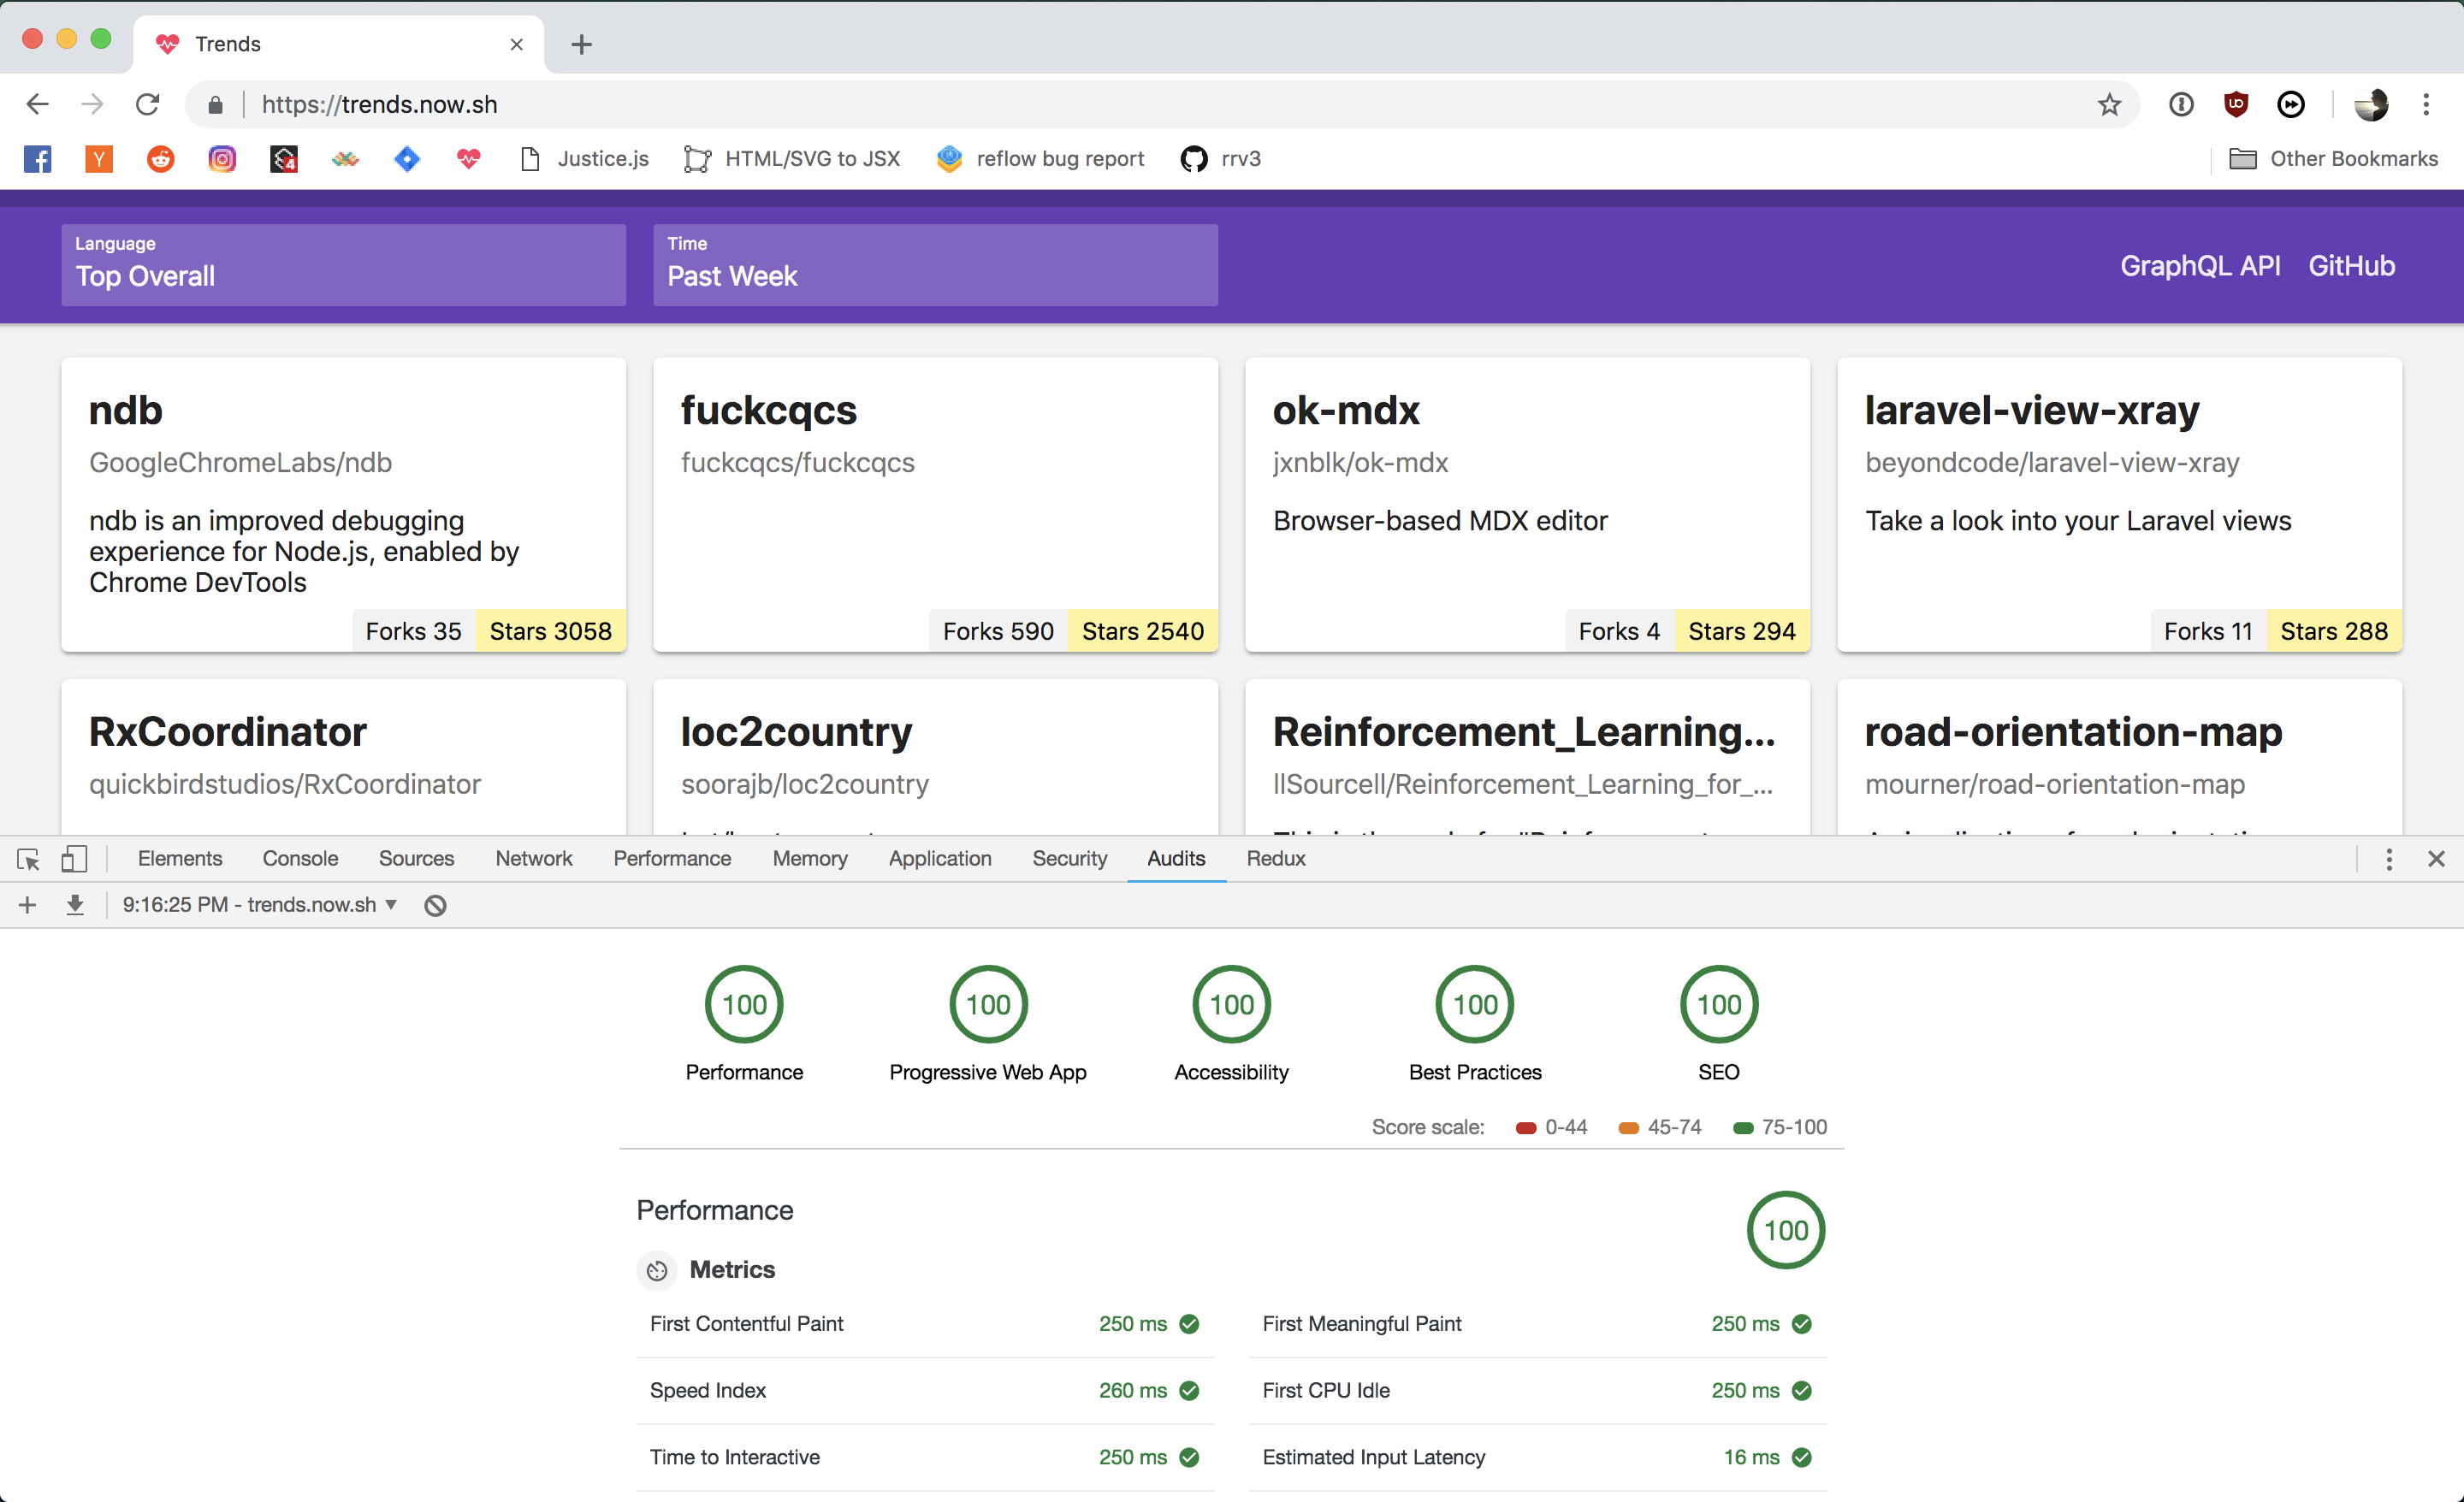 Trends
https://trends.now.sh
Justice.js
HTML/SVG to JSX
reflow bug report
rrv3
Other Bookmarks
Language
Top Overall
Time
Past Week
GraphQL API
GitHub
ndb
GoogleChromeLabs/ndb
ndb is an improved debugging
experience for Node.js, enabled by
Chrome DevTools
Forks 35
Stars 3058
fuckcqcs
fuckcqcs/fuckcqcs
Forks 590
Stars 2540
ok-mdx
jxnblk/ok-mdx
Browser-based MDX editor
Forks 4
Stars 294
laravel-view-xray
beyondcode/laravel-view-xray
Take a look into your Laravel views
Forks 11
Stars 288
RxCoordinator
quickbirdstudios/RxCoordinator
loc2country
soorajb/loc2country
Reinforcement_Learning...
llSourcell/Reinforcement_Learning_for_...
road-orientation-map
mourner/road-orientation-map
Elements
Console
Sources
Network
Performance
Memory
Application
Security
Audits
Redux
9:16:25 PM - trends.now.sh
100
Performance
100
Progressive Web App
100
Accessibility
100
Best Practices
100
SEO
Score scale:
0-44
45-74
75-100
Performance
100
Metrics
First Contentful Paint
250 ms
First Meaningful Paint
250 ms
Speed Index
260 ms
First CPU Idle
250 ms
Time to Interactive
250 ms
Estimated Input Latency
16 ms